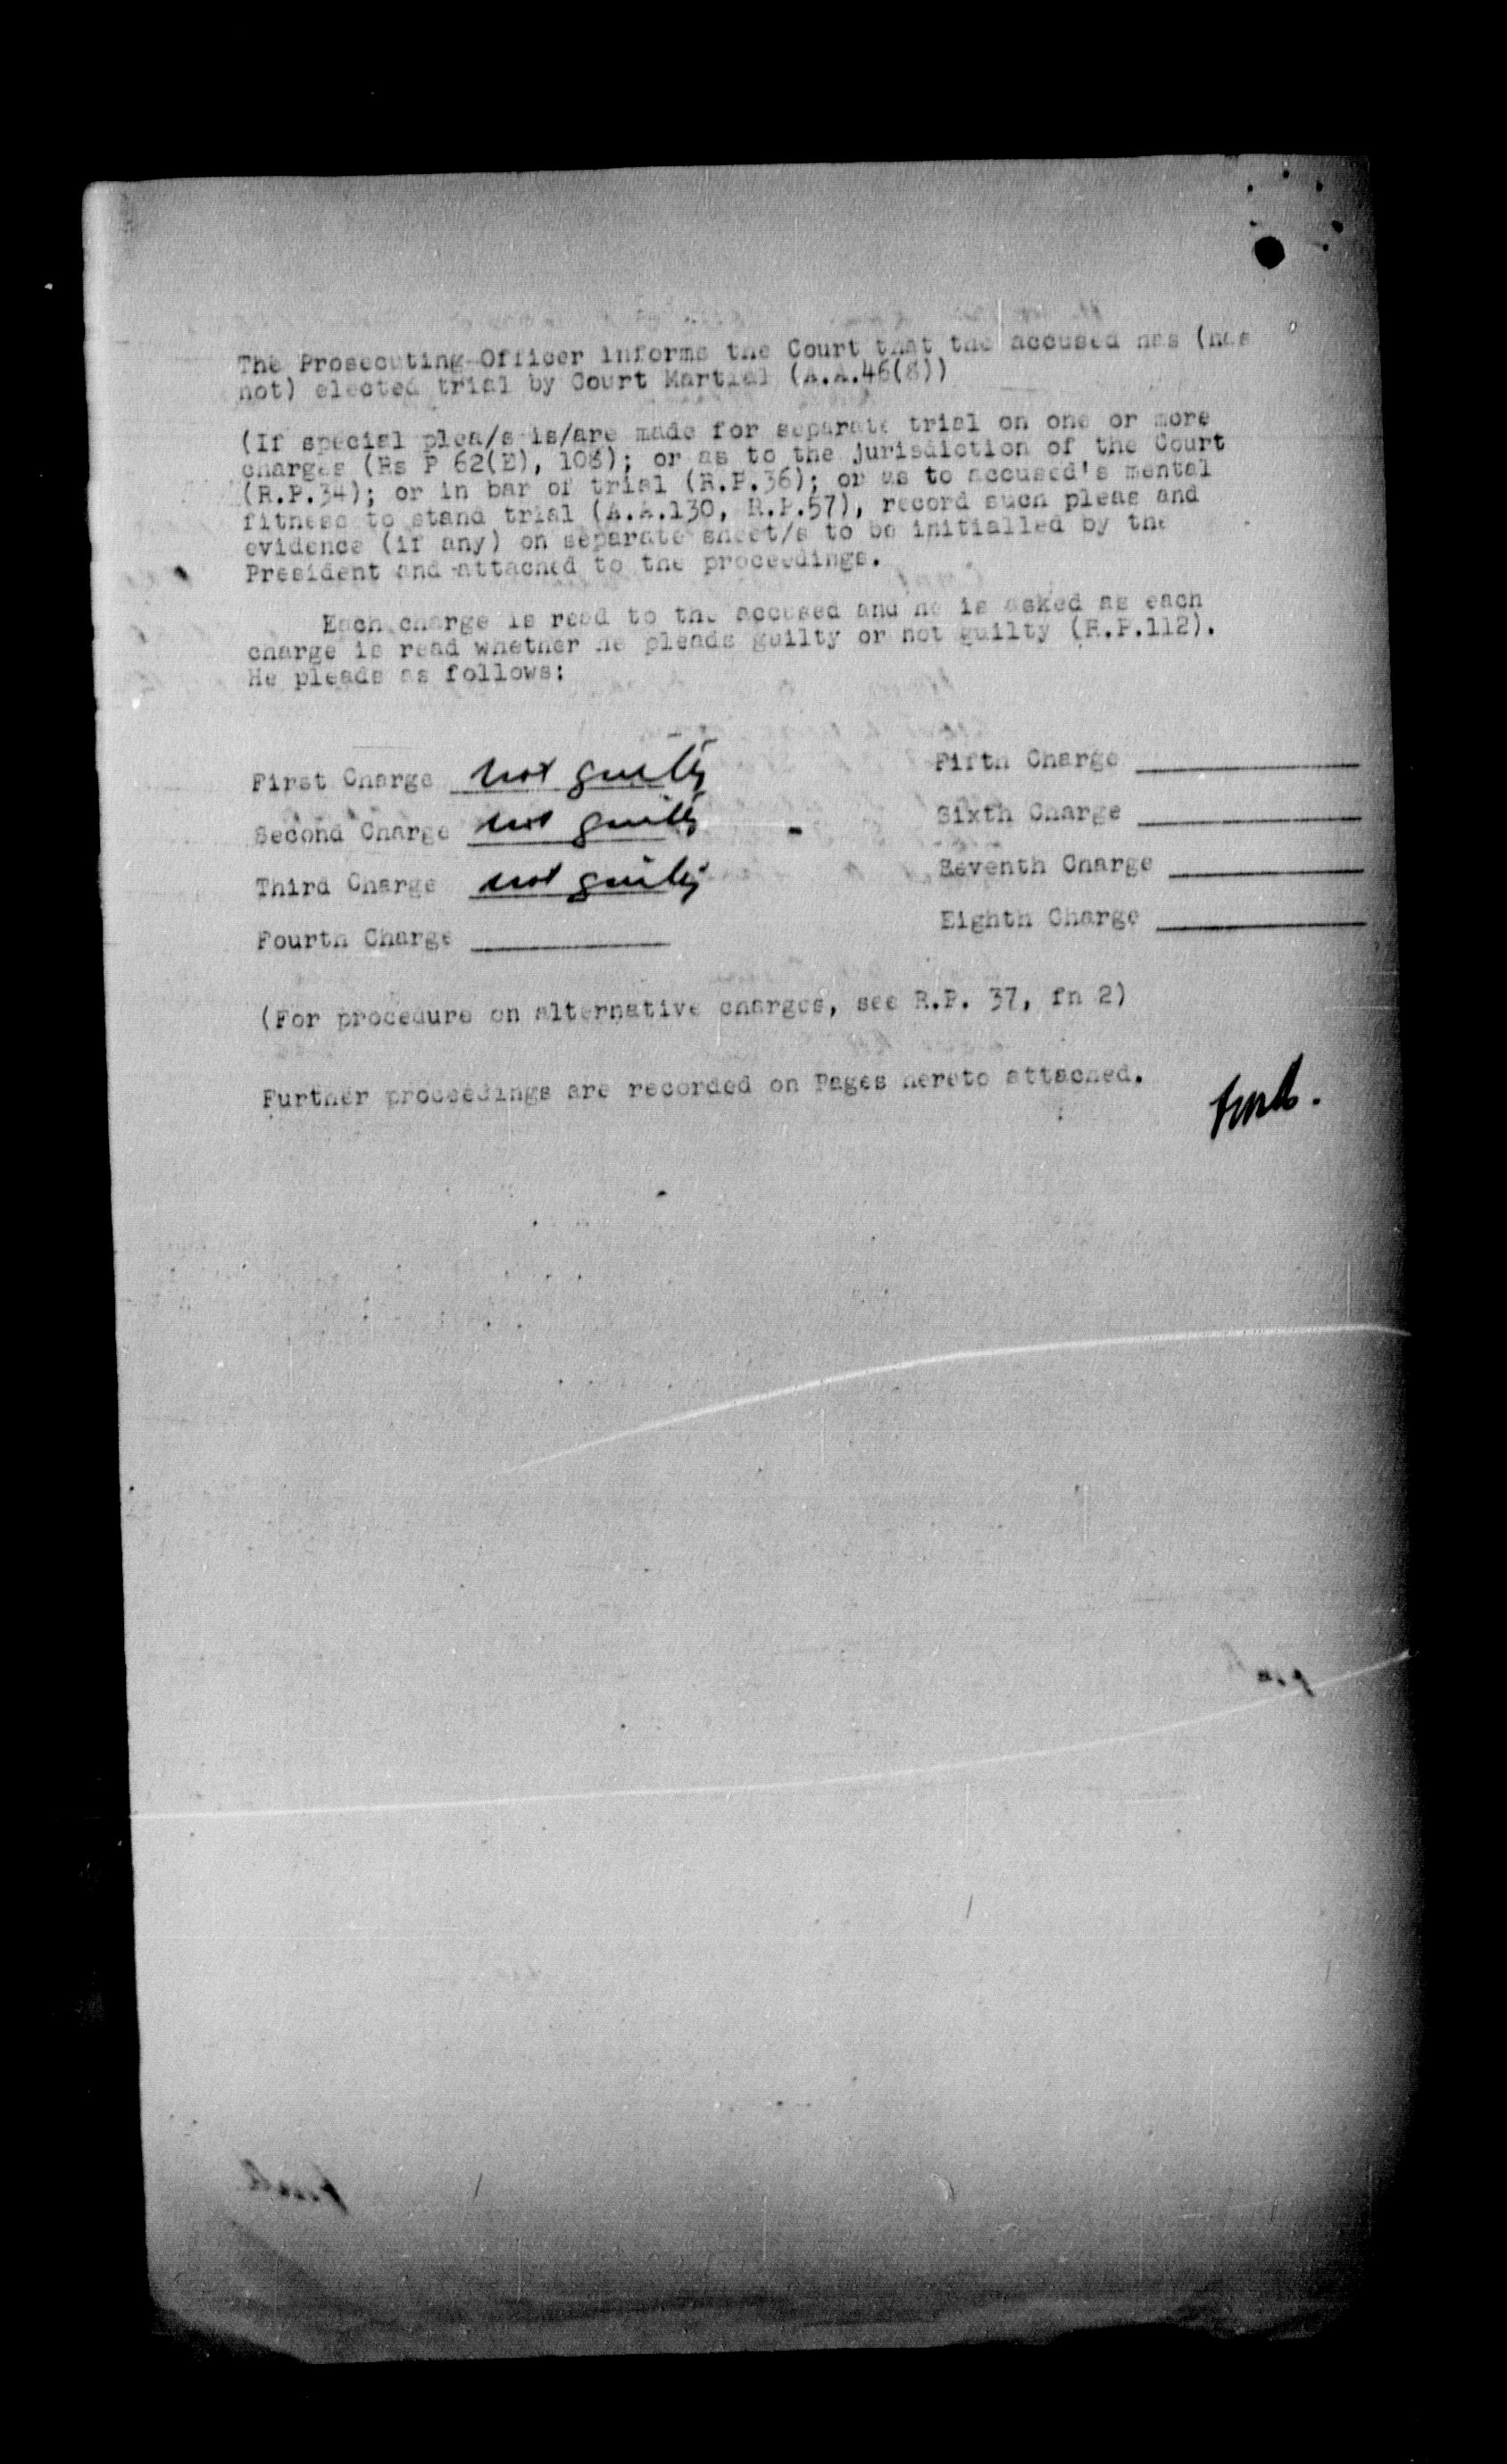 The Prosecuting Officer informs the Court that the accused has (has
not) elected trial by Court Martial (A.A.46(8))
(If special plea/s is/are made for separate trial on one or more
charges (Rs P 62(E), 108); or as to the jurisdiction of the Court
(R.P.34); or in bar of trial (R.P.36); or as to accused's mental
fitness to stand trial (A.A.130, R.P.57), record such pleas and
evidence (if any) on separate sheet/s to be initialled by the
President and attached to the proceedings.
Each charge is read to the accused and he is asked as each
charge is read whether he pleads guilty or not guilty (R.P.112).
He pleads as follows:
First Charge not guilty
Second Charge not guilty
Third Charge not guilty
Fourth Charge
Fifth Charge
Sixth Charge
Seventh Charge
Eighth Charge
(For procedure on alternative charges, see R.P. 37, fn 2)
Further proceedings are recorded on Pages hereto attached.